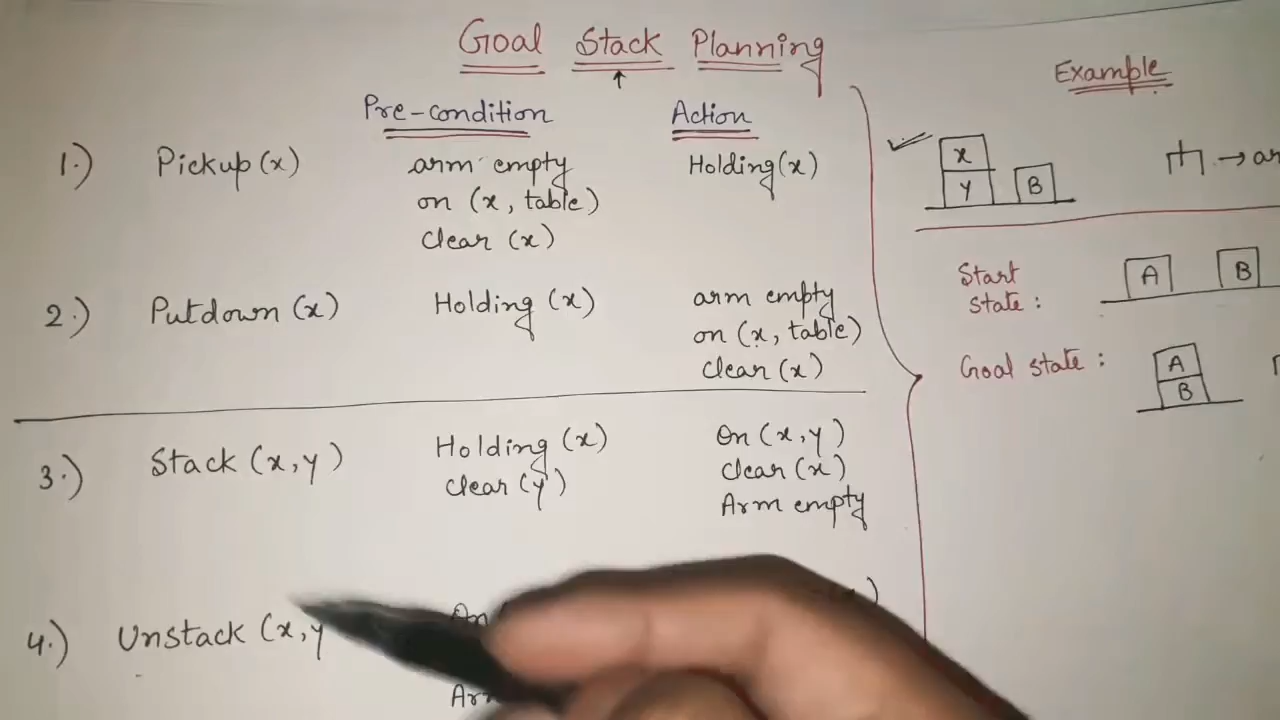 Goal Stack Planning
Pre-condition Action
1.) Pickup (x) arm empty Holding (x)
on (x, table)
clear (x)
2.) Putdown (x) Holding (x) arm empty
on (x, table)
clear (x)
3.) Stack (x, y) Holding (x) On (x, y)
clear (y) clear (x)
Arm empty
4.) Unstack (x, y
Example
x
y B
Start A B
state :
Goal state : A
B